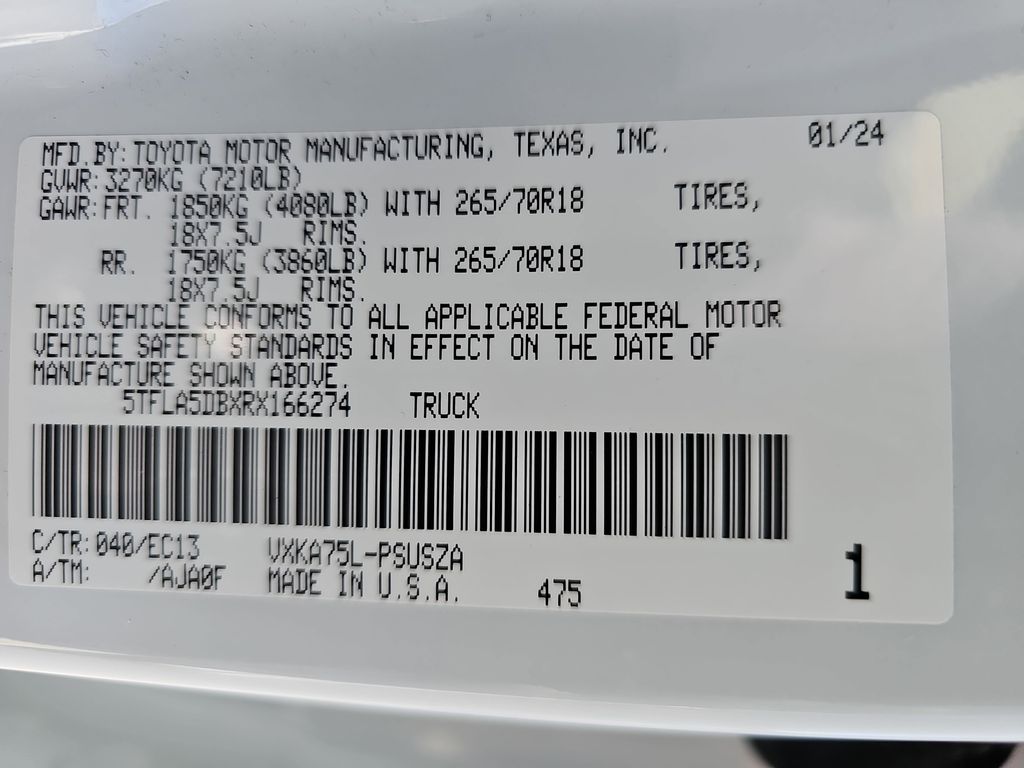 MFD.BY:TOYOTA MOTOR MANUFACTURING, TEXAS, INC. 01/24
GVWR:3270KG (7210LB)
GAWR:FRT. 1850KG (4080LB) WITH 265/70R18 TIRES,
18X7.5J RIMS.
RR. 1750KG (3860LB) WITH 265/70R18 TIRES,
18X7.5J RIMS.
THIS VEHICLE CONFORMS TO ALL APPLICABLE FEDERAL MOTOR
VEHICLE SAFETY STANDARDS IN EFFECT ON THE DATE OF
MANUFACTURE SHOWN ABOVE.
5TFLA5DBXRX166274 TRUCK
C/TR:040/EC13 VXKA75L-PSUSZA
A/TM: /AJA0F MADE IN U.S.A. 475 1